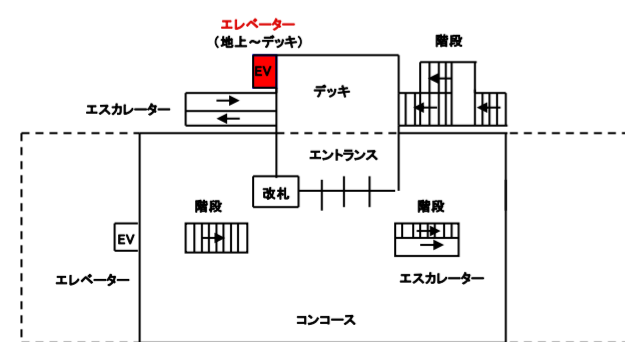 エレベーター
（地上～デッキ）
階段
EV
デッキ
エスカレーター
エントランス
改札
階段
階段
EV
エレベーター
エスカレーター
コンコース